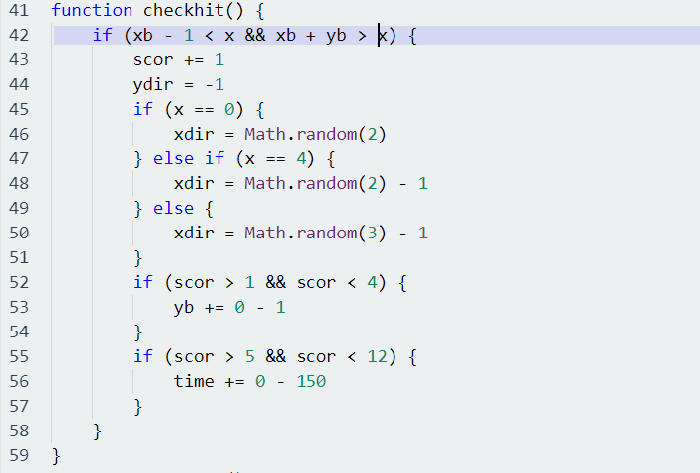 41 function checkhit() {
42 if (xb - 1 < x && xb + yb > x) {
43 scor += 1
44 ydir = -1
45 if (x == 0) {
46 xdir = Math.random(2)
47 } else if (x == 4) {
48 xdir = Math.random(2) - 1
49 } else {
50 xdir = Math.random(3) - 1
51 }
52 if (scor > 1 && scor < 4) {
53 yb += 0 - 1
54 }
55 if (scor > 5 && scor < 12) {
56 time += 0 - 150
57 }
58 }
59 }